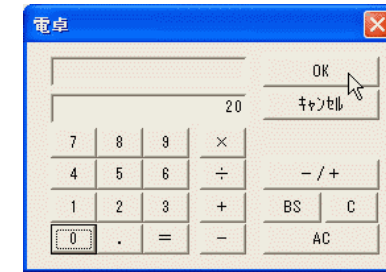 電卓
OK
20
ｷｬﾝｾﾙ
7 8 9 ×
4 5 6 ÷ －/＋
1 2 3 ＋ BS C
0 . ＝ － AC